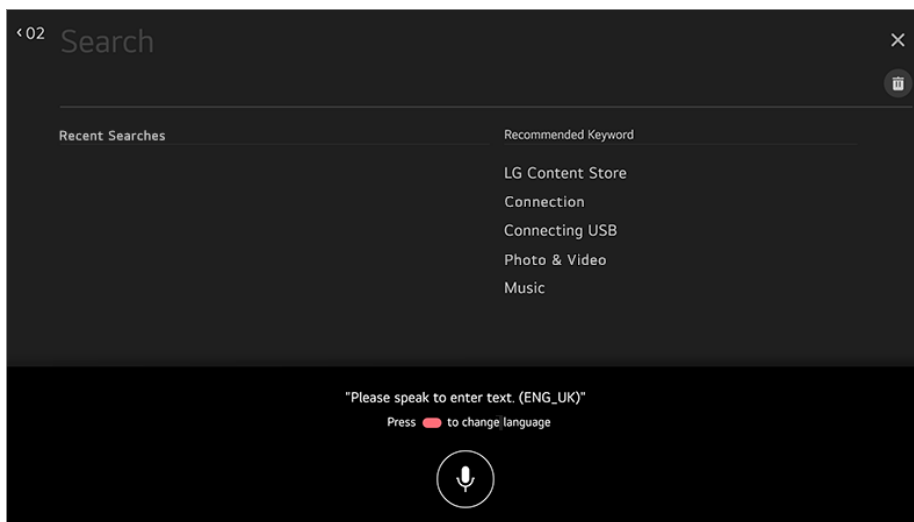 ‹ 02
Search
Recent Searches
Recommended Keyword
LG Content Store
Connection
Connecting USB
Photo & Video
Music
"Please speak to enter text. (ENG_UK)"
Press to change language